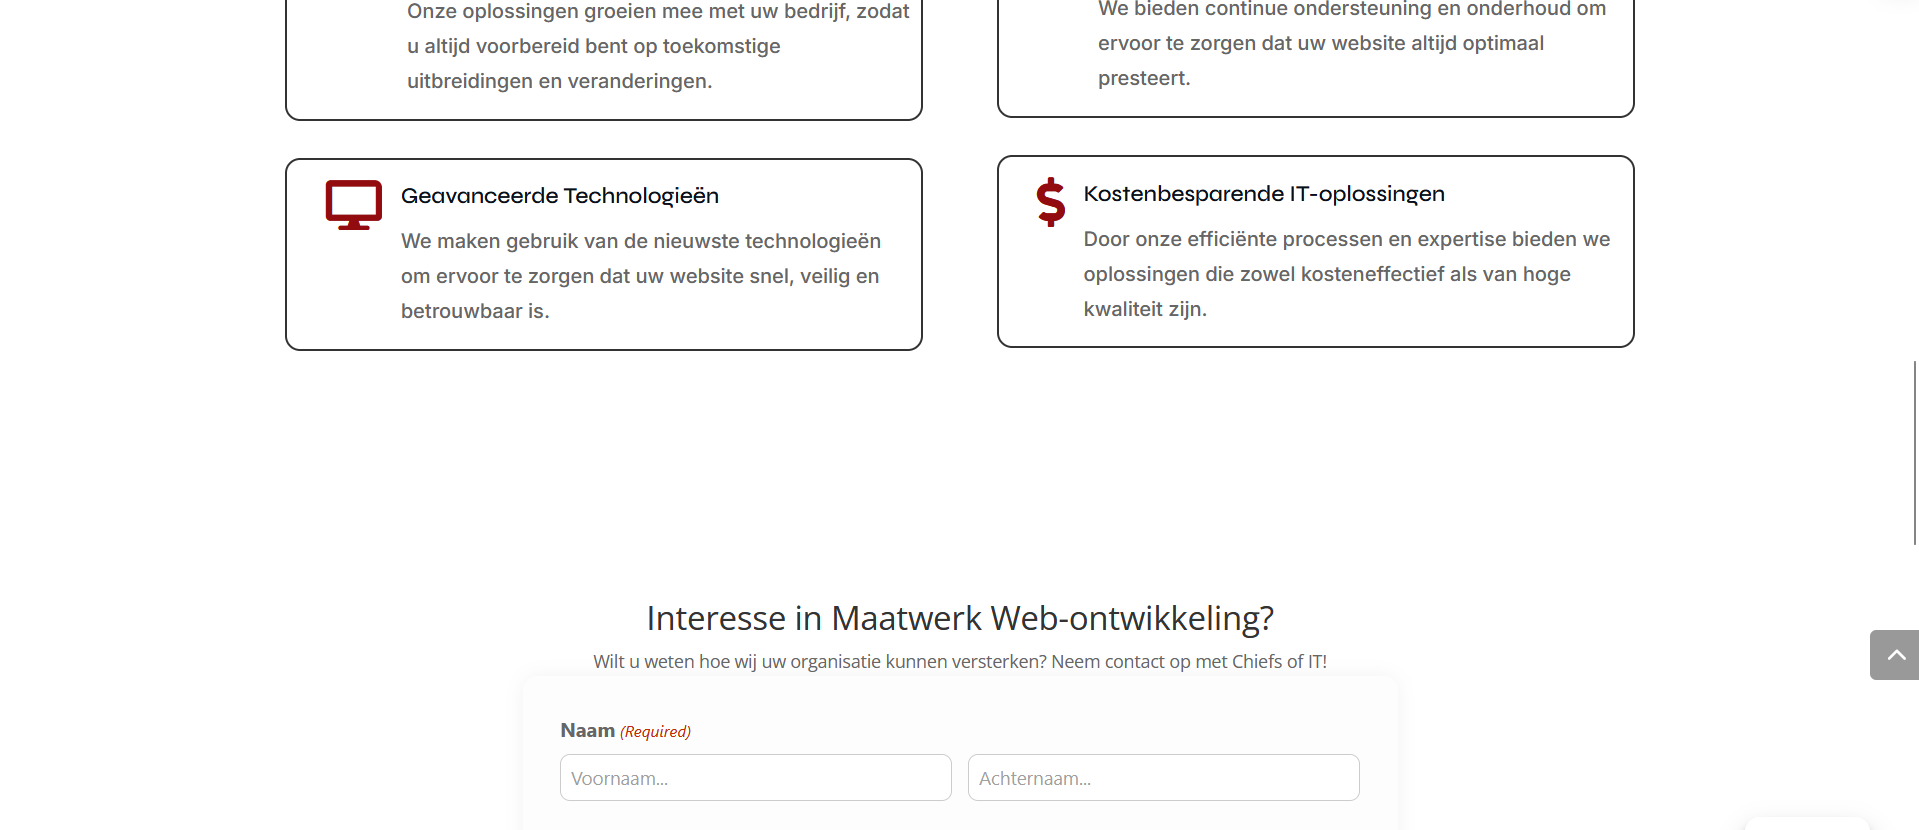 Onze oplossingen groeien mee met uw bedrijf, zodat
u altijd voorbereid bent op toekomstige
uitbreidingen en veranderingen.
We bieden continue ondersteuning en onderhoud om
ervoor te zorgen dat uw website altijd optimaal
presteert.
Geavanceerde Technologieën
We maken gebruik van de nieuwste technologieën
om ervoor te zorgen dat uw website snel, veilig en
betrouwbaar is.
Kostenbesparende IT-oplossingen
Door onze efficiënte processen en expertise bieden we
oplossingen die zowel kosteneffectief als van hoge
kwaliteit zijn.
Interesse in Maatwerk Web-ontwikkeling?
Wilt u weten hoe wij uw organisatie kunnen versterken? Neem contact op met Chiefs of IT!
Naam (Required)
Voornaam...
Achternaam...